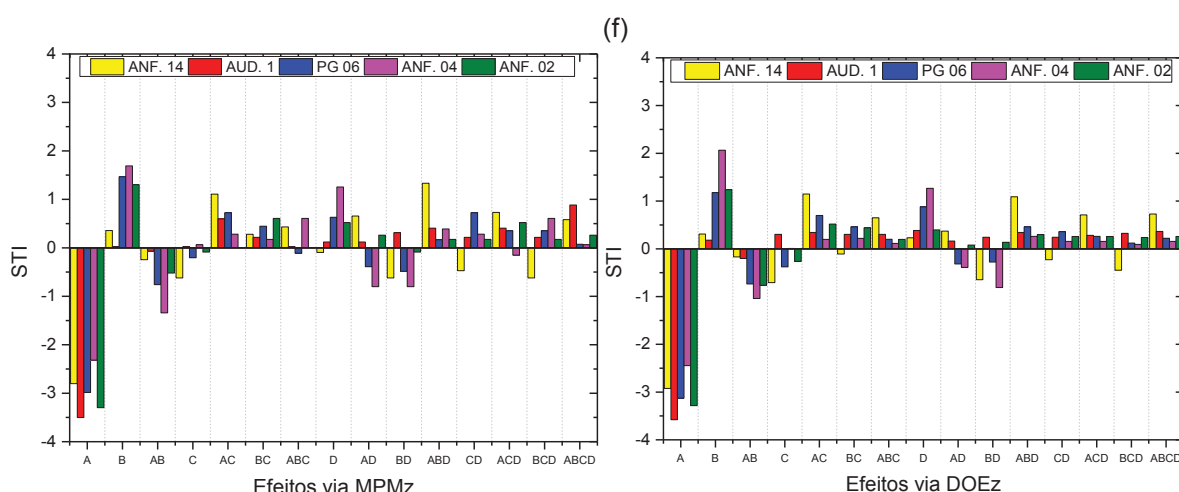 (f)
4
3
2
1
0
-1
-2
-3
-4
STI
ANF. 14 AUD. 1 PG 06 ANF. 04 ANF. 02
A B AB C AC BC ABC D AD BD ABD CD ACD BCD ABCD
Efeitos via MPMz
4
3
2
1
0
-1
-2
-3
-4
STI
ANF. 14 AUD. 1 PG 06 ANF. 04 ANF. 02
A B AB C AC BC ABC D AD BD ABD CD ACD BCD ABCD
Efeitos via DOEz